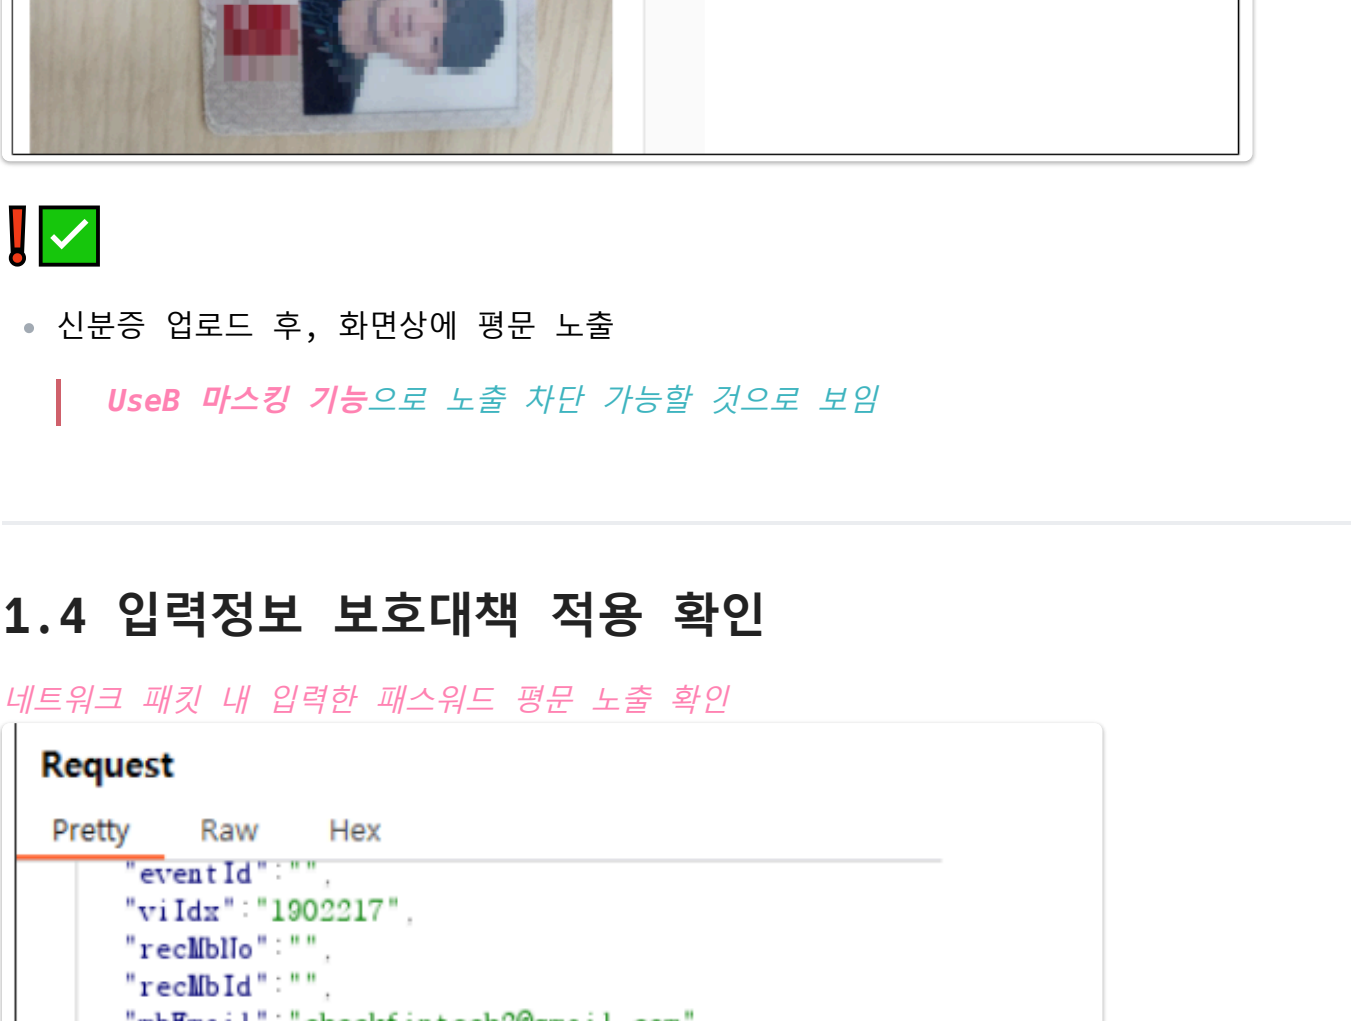 신분증 업로드 후, 화면상에 평문 노출
UseB 마스킹 기능으로 노출 차단 가능할 것으로 보임
1.4 입력정보 보호대책 적용 확인
네트워크 패킷 내 입력한 패스워드 평문 노출 확인
Request
Pretty Raw Hex
"eventId":"",
"viIdx":"1902217",
"recMbNo":"",
"recMbId":"",